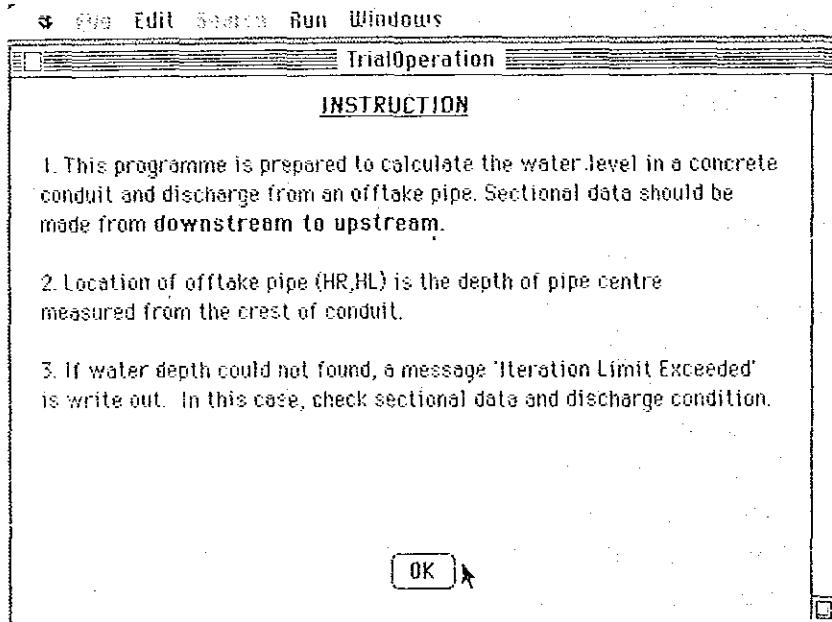 File Edit Search Run Windows
TrialOperation
INSTRUCTION
1. This programme is prepared to calculate the water level in a concrete
conduit and discharge from an offtake pipe. Sectional data should be
made from downstream to upstream.
2. Location of offtake pipe (HR,HL) is the depth of pipe centre
measured from the crest of conduit.
3. If water depth could not found, a message 'Iteration Limit Exceeded'
is write out. In this case, check sectional data and discharge condition.
OK